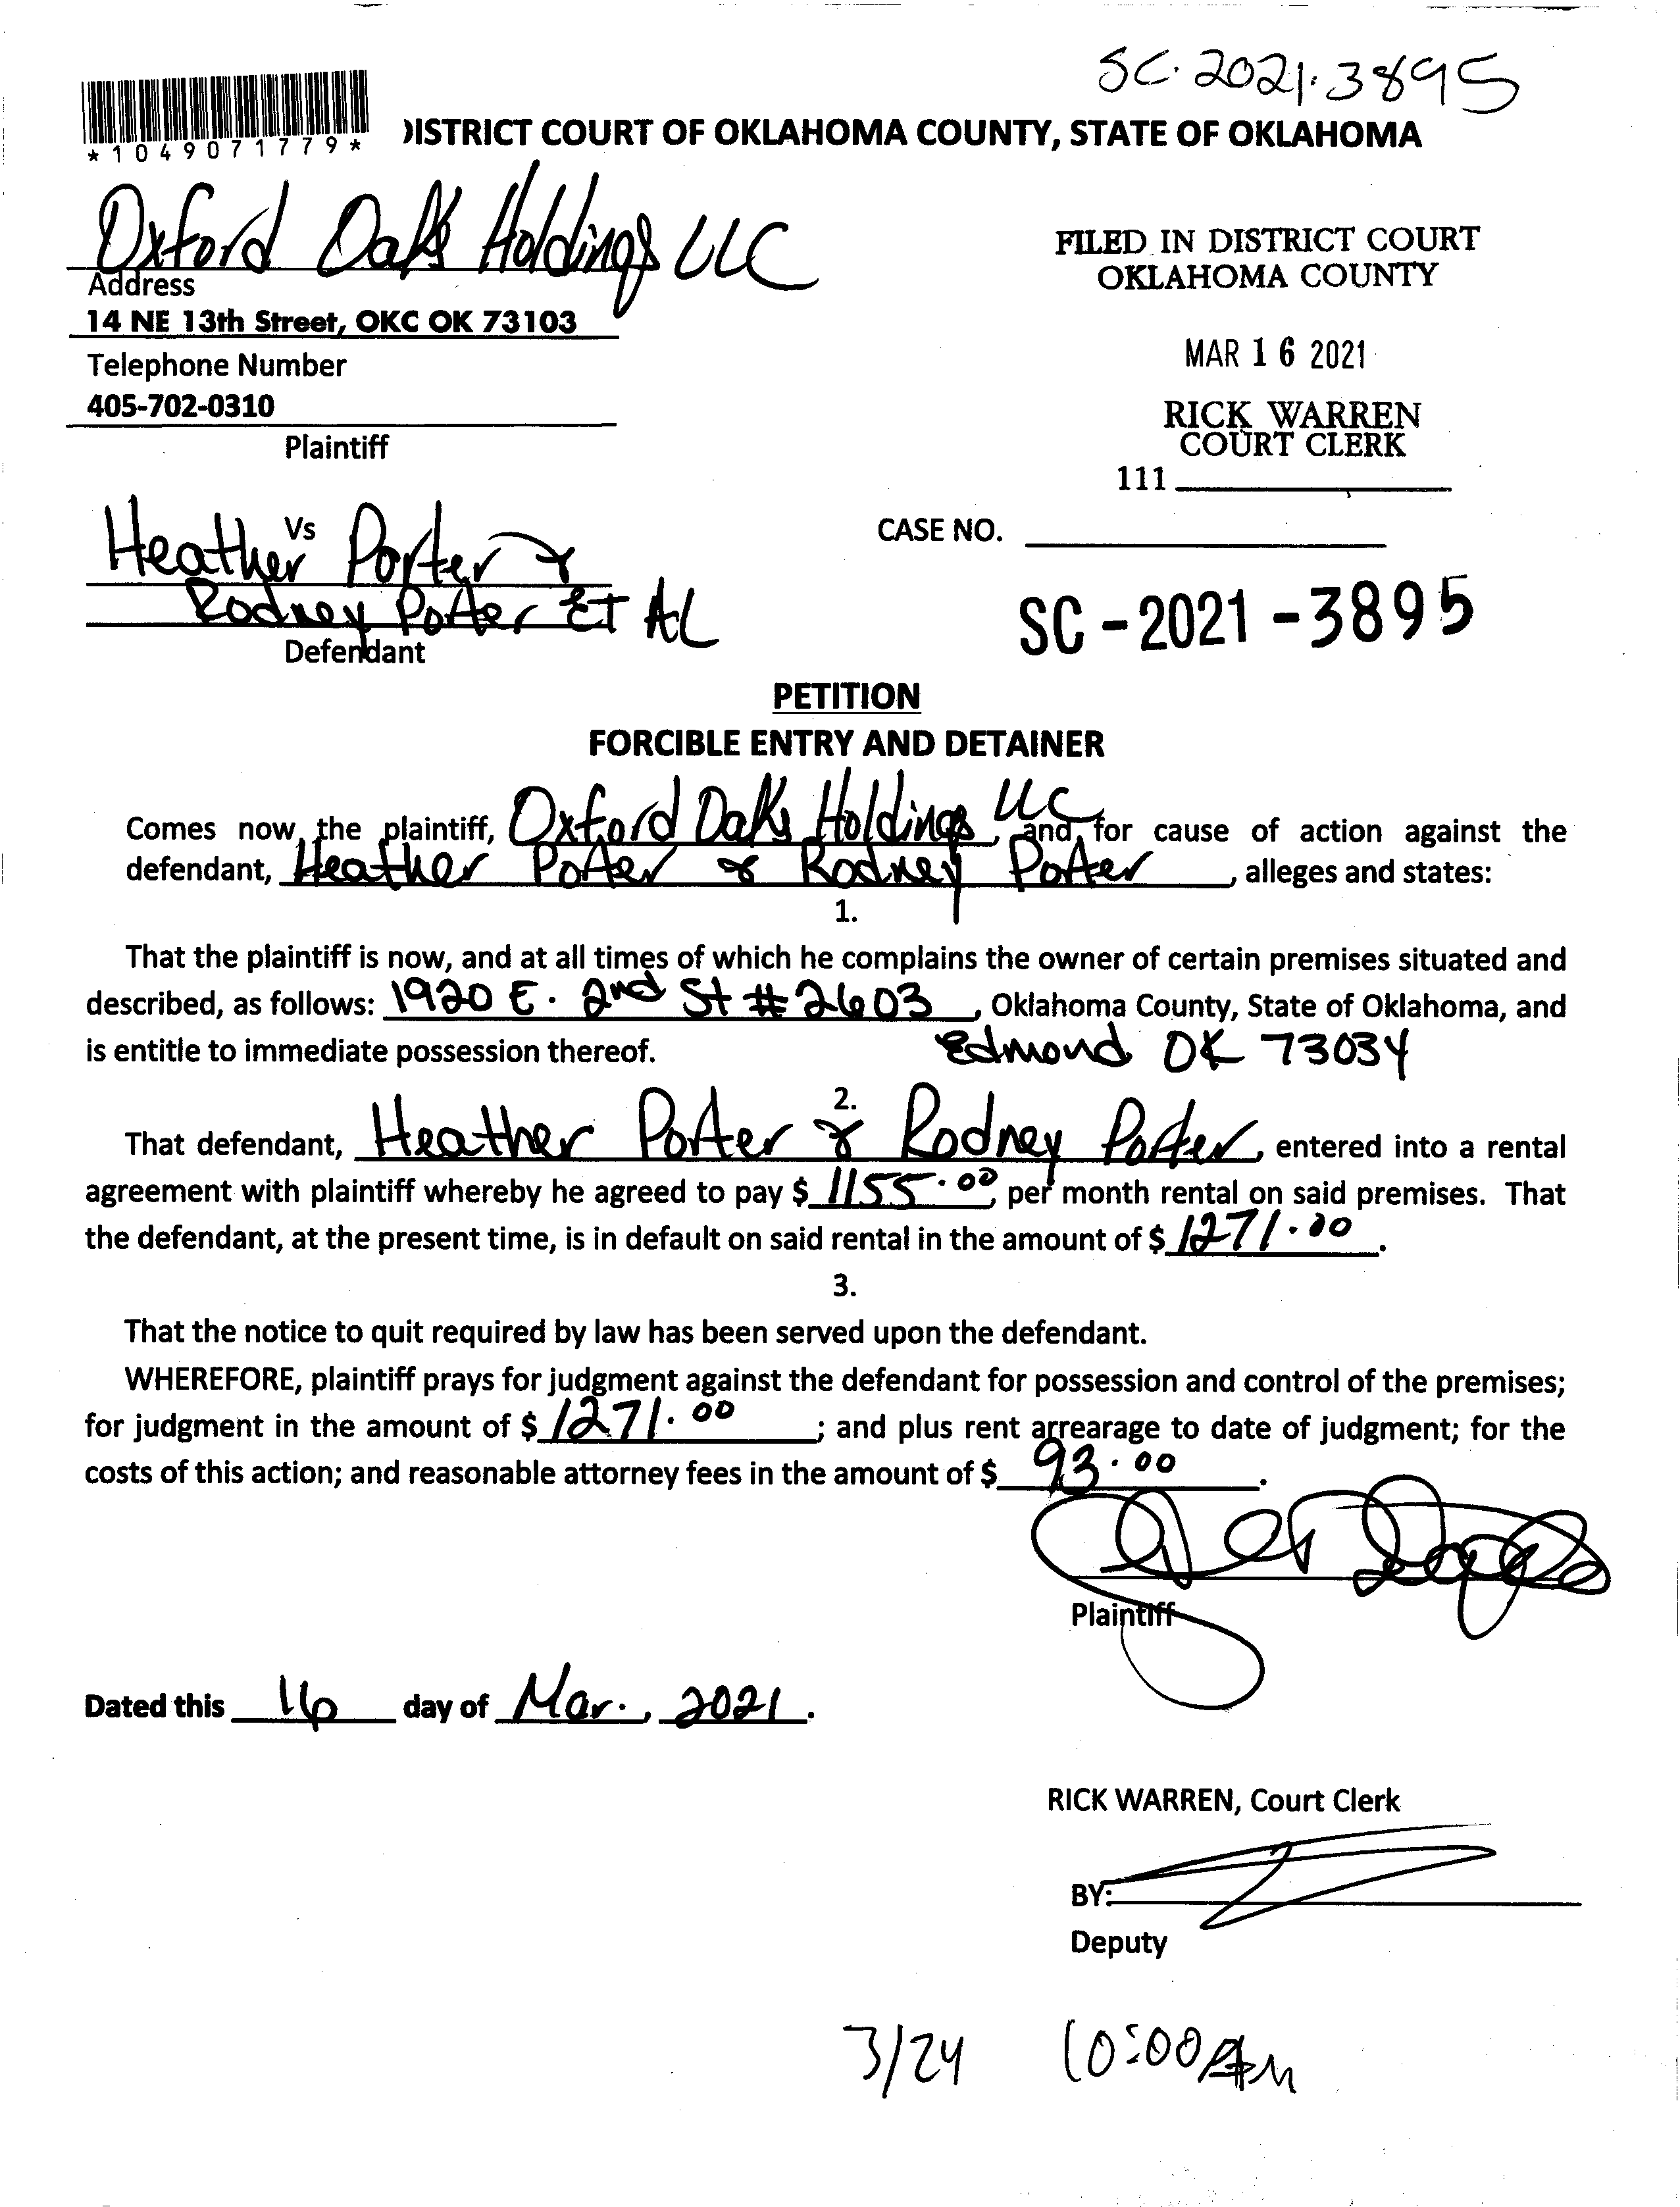 SC. 2021. 3895
*1049071779*
)ISTRICT COURT OF OKLAHOMA COUNTY, STATE OF OKLAHOMA
Oxford Oaks Holdings LLC
Address
14 NE 13th Street, OKC OK 73103
Telephone Number
405-702-0310
Plaintiff
FILED IN DISTRICT COURT
OKLAHOMA COUNTY
MAR 16 2021
RICK WARREN
COURT CLERK
111
Vs
Heather Porter &
Rodney Porter ET AL
Defendant
CASE NO.
SC - 2021 - 3895
PETITION
FORCIBLE ENTRY AND DETAINER
Comes now, the plaintiff, Oxford Oaks Holdings LLC, and, for cause of action against the
defendant, Heather Porter & Rodney Porter, alleges and states:
1.
That the plaintiff is now, and at all times of which he complains the owner of certain premises situated and
described, as follows: 1920 E. 2nd St #2603, Oklahoma County, State of Oklahoma, and
is entitle to immediate possession thereof. Edmond OK 73034
2.
That defendant, Heather Porter & Rodney Porter, entered into a rental
agreement with plaintiff whereby he agreed to pay $ 1155.00, per month rental on said premises. That
the defendant, at the present time, is in default on said rental in the amount of $ 1271.00.
3.
That the notice to quit required by law has been served upon the defendant.
WHEREFORE, plaintiff prays for judgment against the defendant for possession and control of the premises;
for judgment in the amount of $ 1271.00; and plus rent arrearage to date of judgment; for the
costs of this action; and reasonable attorney fees in the amount of $ 93.00.
Plaintiff
Dated this 16 day of Mar., 2021.
RICK WARREN, Court Clerk
BY:
Deputy
3/24 10:00 AM